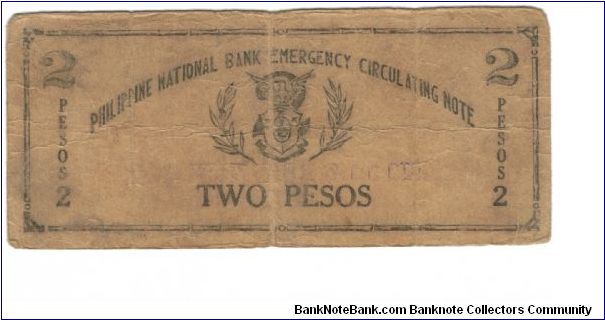 PHILIPPINE NATIONAL BANK EMERGENCY CIRCULATING NOTE
2 2
PESOS PESOS
2 2
TWO PESOS
BankNoteBank.com Banknote Collectors Community